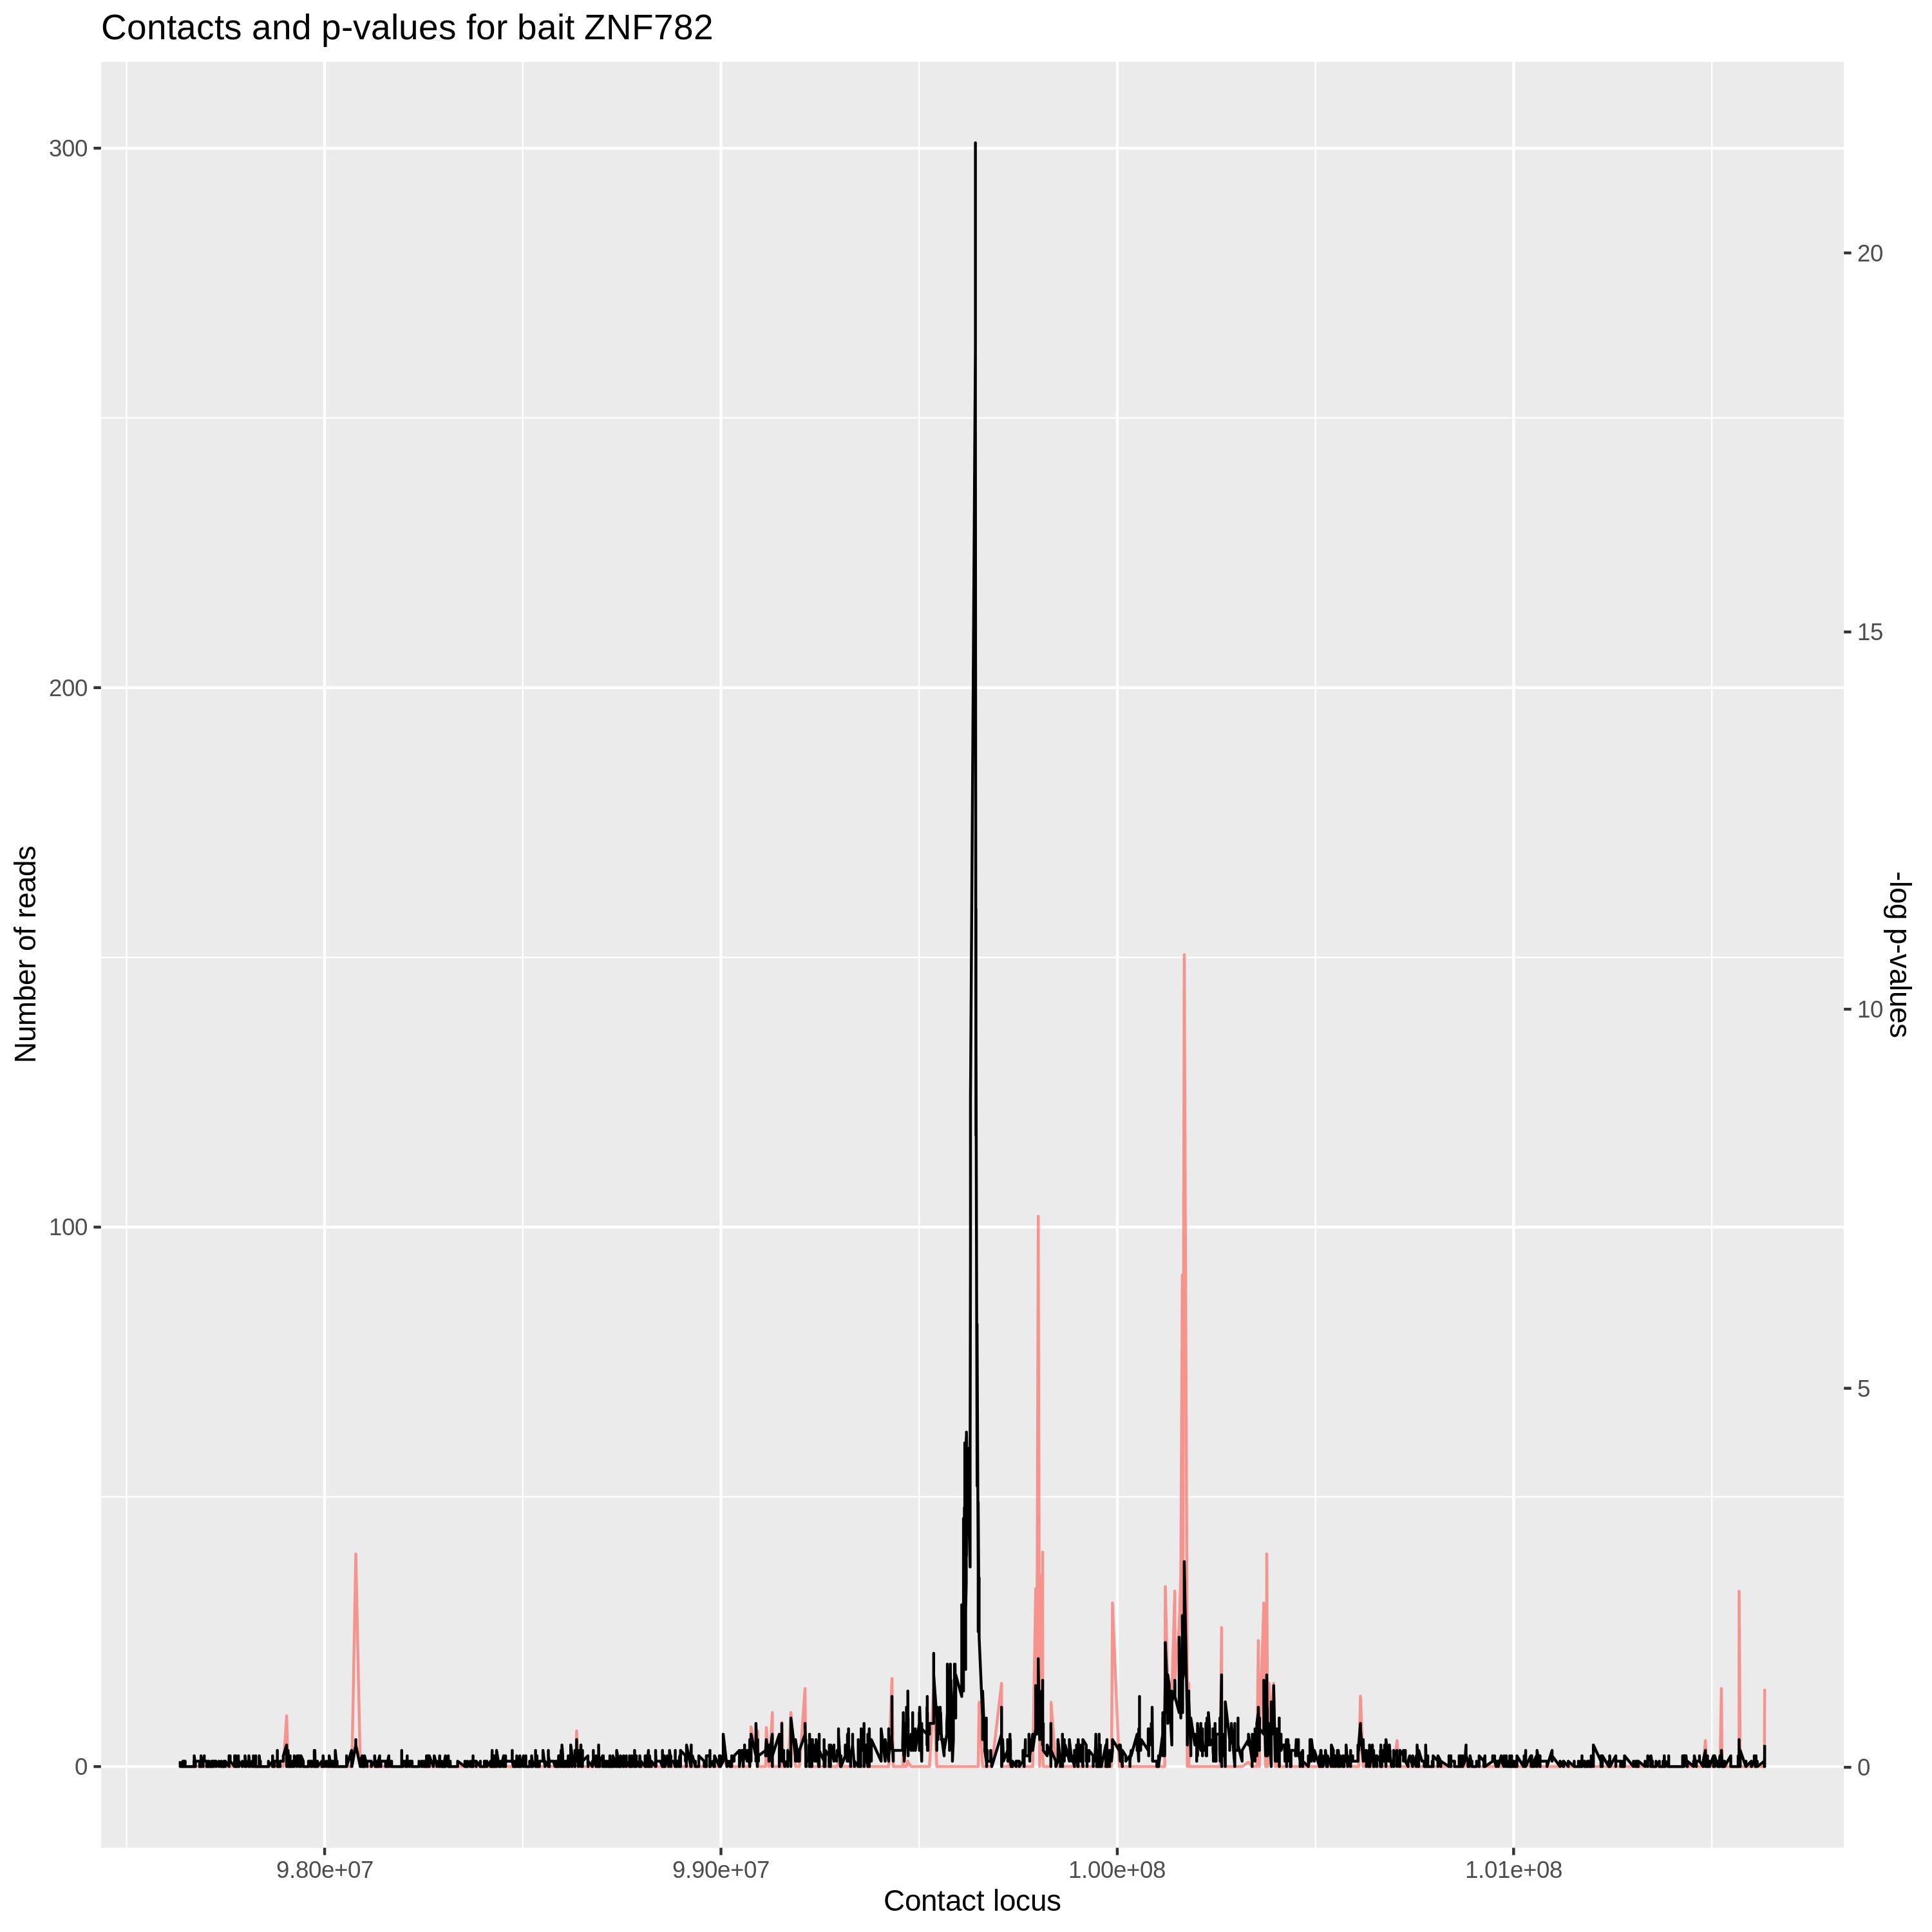 Contacts and p-values for bait ZNF782
300
200
100
0
Number of reads
20
15
10
5
0
-log p-values
9.80e+07
9.90e+07
1.00e+08
1.01e+08
Contact locus